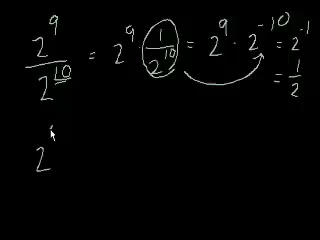 2^9 / 2^10 = 2^9 · 1/2^10 = 2^9 · 2^-10 = 2^-1
= 1/2
2